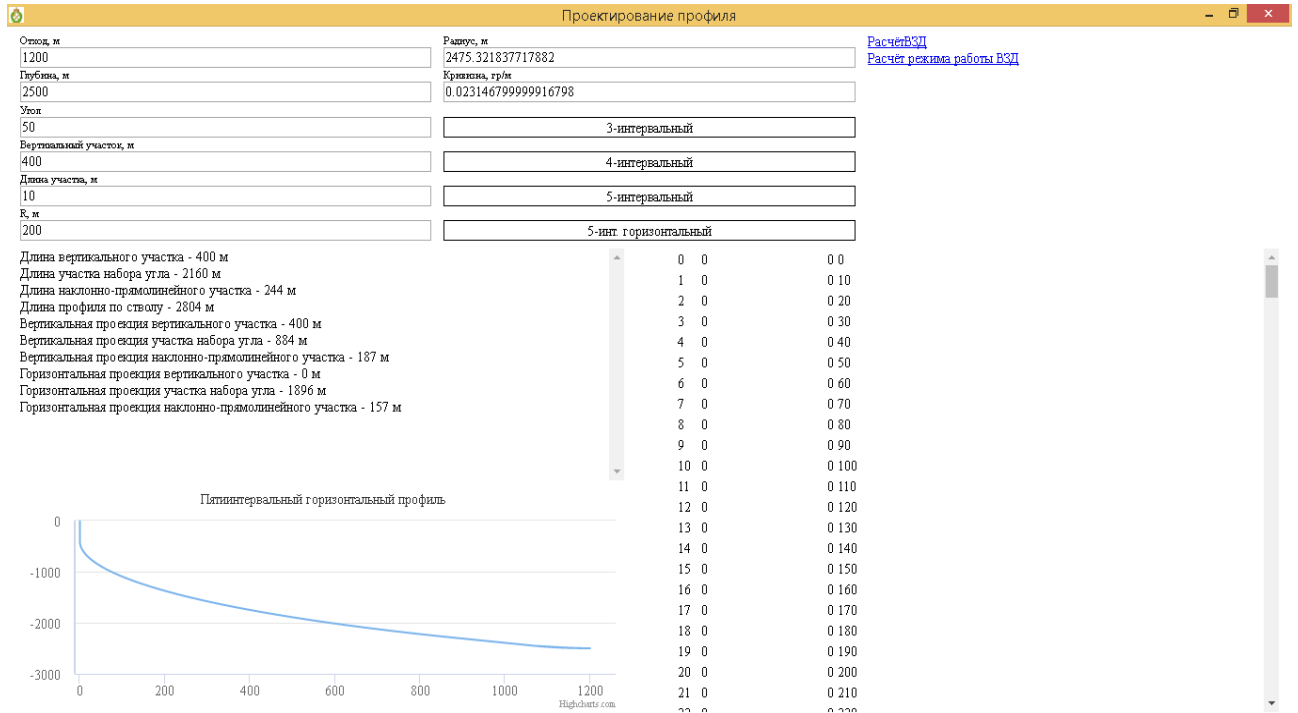 Проектирование профиля
Отход, м
1200
Глубина, м
2500
Угол
50
Вертикальный участок, м
400
Длина участка, м
10
R, м
200
Радиус, м
2475.321837717882
Кривизна, гр/м
0.023146799999916798
3-интервальный
4-интервальный
5-интервальный
5-инт. горизонтальный
РасчётВЗД
Расчёт режима работы ВЗД
Длина вертикального участка - 400 м
Длина участка набора угла - 2160 м
Длина наклонно-прямолинейного участка - 244 м
Длина профиля по стволу - 2804 м
Вертикальная проекция вертикального участка - 400 м
Вертикальная проекция участка набора угла - 884 м
Вертикальная проекция наклонно-прямолинейного участка - 187 м
Горизонтальная проекция вертикального участка - 0 м
Горизонтальная проекция участка набора угла - 1896 м
Горизонтальная проекция наклонно-прямолинейного участка - 157 м
Пятиинтервальный горизонтальный профиль
0
-1000
-2000
-3000
0 200 400 600 800 1000 1200
Highcharts.com
0 0 0 0
1 0 0 10
2 0 0 20
3 0 0 30
4 0 0 40
5 0 0 50
6 0 0 60
7 0 0 70
8 0 0 80
9 0 0 90
10 0 0 100
11 0 0 110
12 0 0 120
13 0 0 130
14 0 0 140
15 0 0 150
16 0 0 160
17 0 0 170
18 0 0 180
19 0 0 190
20 0 0 200
21 0 0 210
22 0 0 220